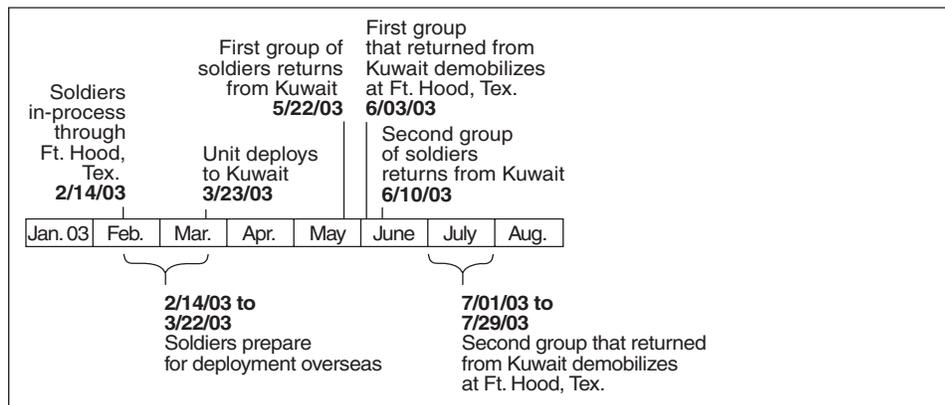 Soldiers
in-process
through
Ft. Hood,
Tex.
2/14/03
Unit deploys
to Kuwait
3/23/03
First group of
soldiers returns
from Kuwait
5/22/03
First group
that returned from
Kuwait demobilizes
at Ft. Hood, Tex.
6/03/03
Second group
of soldiers
returns from Kuwait
6/10/03
Jan. 03 Feb. Mar. Apr. May June July Aug.
2/14/03 to
3/22/03
Soldiers prepare
for deployment overseas
7/01/03 to
7/29/03
Second group that returned
from Kuwait demobilizes
at Ft. Hood, Tex.